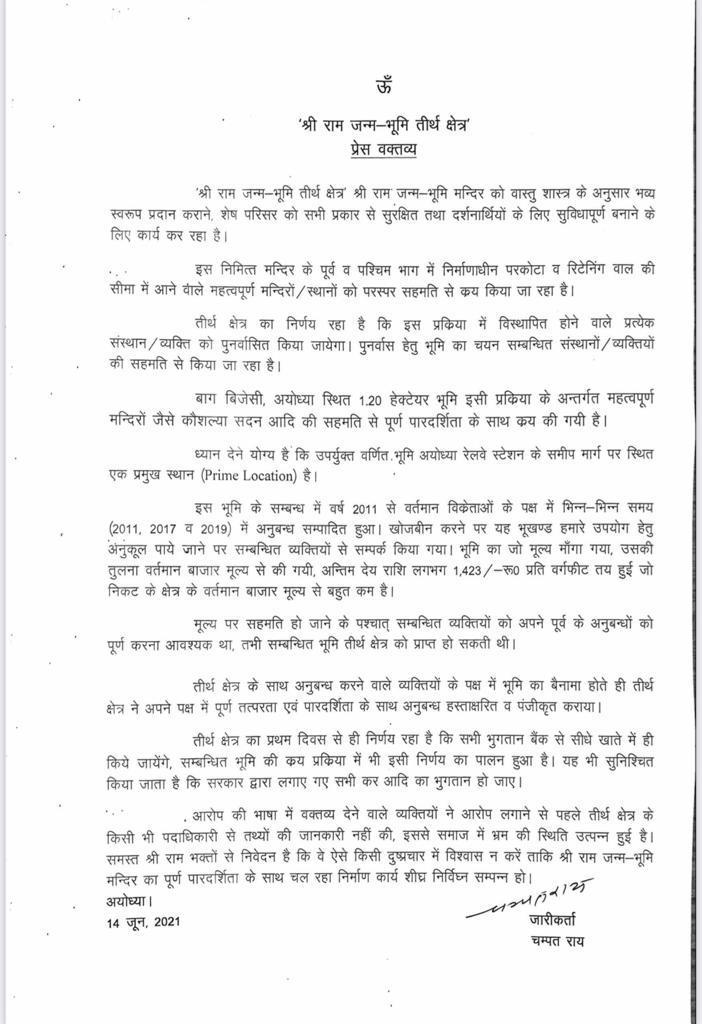 ॐ
'श्री राम जन्म–भूमि तीर्थ क्षेत्र'
प्रेस वक्तव्य
'श्री राम जन्म–भूमि तीर्थ क्षेत्र' श्री राम जन्म–भूमि मन्दिर को वास्तु शास्त्र के अनुसार भव्य
स्वरूप प्रदान कराने, शेष परिसर को सभी प्रकार से सुरक्षित तथा दर्शनार्थियों के लिए सुविधापूर्ण बनाने के
लिए कार्य कर रहा है।
इस निमित्त मन्दिर के पूर्व व पश्चिम भाग में निर्माणाधीन परकोटा व रिटेनिंग वाल की
सीमा में आने वाले महत्वपूर्ण मन्दिरों/स्थानों को परस्पर सहमति से क्रय किया जा रहा है।
तीर्थ क्षेत्र का निर्णय रहा है कि इस प्रक्रिया में विस्थापित होने वाले प्रत्येक
संस्थान/व्यक्ति को पुनर्वासित किया जायेगा। पुनर्वास हेतु भूमि का चयन सम्बन्धित संस्थानों/व्यक्तियों
की सहमति से किया जा रहा है।
बाग बिजेसी, अयोध्या स्थित 1.20 हेक्टेयर भूमि इसी प्रक्रिया के अन्तर्गत महत्वपूर्ण
मन्दिरों जैसे कौशल्या सदन आदि की सहमति से पूर्ण पारदर्शिता के साथ क्रय की गयी है।
ध्यान देने योग्य है कि उपर्युक्त वर्णित भूमि अयोध्या रेलवे स्टेशन के समीप मार्ग पर स्थित
एक प्रमुख स्थान (Prime Location) है।
इस भूमि के सम्बन्ध में वर्ष 2011 से वर्तमान विक्रेताओं के पक्ष में भिन्न–भिन्न समय
(2011, 2017 व 2019) में अनुबन्ध सम्पादित हुआ। खोजबीन करने पर यह भूखण्ड हमारे उपयोग हेतु
अनुकूल पाये जाने पर सम्बन्धित व्यक्तियों से सम्पर्क किया गया। भूमि का जो मूल्य माँगा गया, उसकी
तुलना वर्तमान बाजार मूल्य से की गयी, अन्तिम देय राशि लगभग 1,423/–रू0 प्रति वर्गफीट तय हुई जो
निकट के क्षेत्र के वर्तमान बाजार मूल्य से बहुत कम है।
मूल्य पर सहमति हो जाने के पश्चात् सम्बन्धित व्यक्तियों को अपने पूर्व के अनुबन्धों को
पूर्ण करना आवश्यक था, तभी सम्बन्धित भूमि तीर्थ क्षेत्र को प्राप्त हो सकती थी।
तीर्थ क्षेत्र के साथ अनुबन्ध करने वाले व्यक्तियों के पक्ष में भूमि का बैनामा होते ही तीर्थ
क्षेत्र ने अपने पक्ष में पूर्ण तत्परता एवं पारदर्शिता के साथ अनुबन्ध हस्ताक्षरित व पंजीकृत कराया।
तीर्थ क्षेत्र का प्रथम दिवस से ही निर्णय रहा है कि सभी भुगतान बैंक से सीधे खाते में ही
किये जायेंगे, सम्बन्धित भूमि की क्रय प्रक्रिया में भी इसी निर्णय का पालन हुआ है। यह भी सुनिश्चित
किया जाता है कि सरकार द्वारा लगाए गए सभी कर आदि का भुगतान हो जाए।
आरोप की भाषा में वक्तव्य देने वाले व्यक्तियों ने आरोप लगाने से पहले तीर्थ क्षेत्र के
किसी भी पदाधिकारी से तथ्यों की जानकारी नहीं की, इससे समाज में भ्रम की स्थिति उत्पन्न हुई है।
समस्त श्री राम भक्तों से निवेदन है कि वे ऐसे किसी दुष्प्रचार में विश्वास न करें ताकि श्री राम जन्म–भूमि
मन्दिर का पूर्ण पारदर्शिता के साथ चल रहा निर्माण कार्य शीघ्र निर्विघ्न सम्पन्न हो।
अयोध्या।
चम्पतराय
14 जून, 2021
जारीकर्ता
चम्पत राय